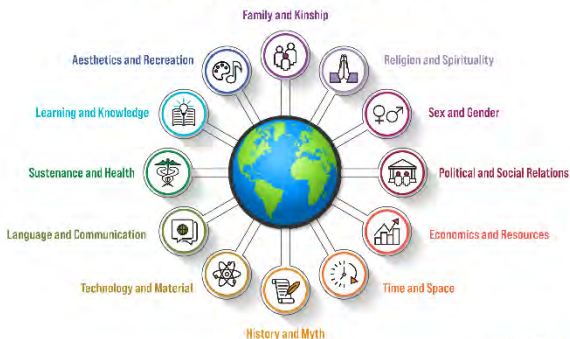 Family and Kinship
Religion and Spirituality
Sex and Gender
Political and Social Relations
Economics and Resources
Time and Space
History and Myth
Technology and Material
Language and Communication
Sustenance and Health
Learning and Knowledge
Aesthetics and Recreation